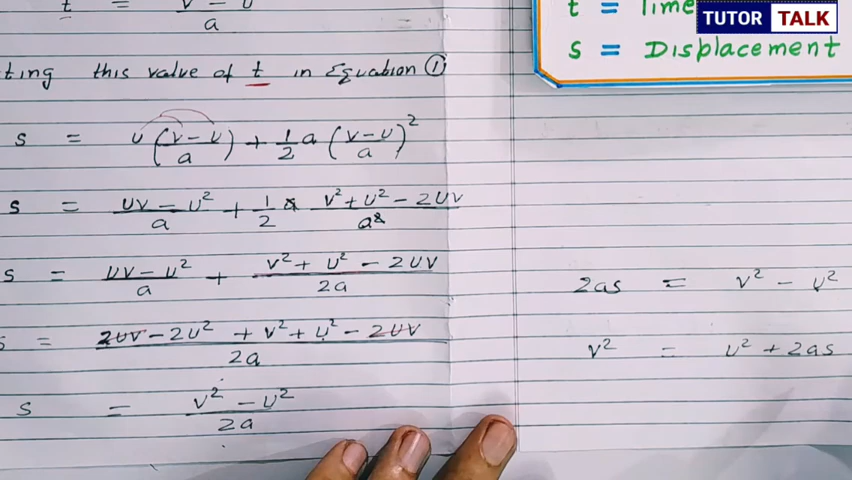 t = v - u / a
t = Time
TUTOR TALK
s = Displacement
ting this value of t in Equation ①
s = u (v - u / a) + 1/2 a (v - u / a)²
s = uv - u² / a + 1/2 a v² + u² - 2uv / a²
s = uv - u² / a + v² + u² - 2uv / 2a
s = 2uv - 2u² + v² + u² - 2uv / 2a
s = v² - u² / 2a
2as = v² - u²
v² = u² + 2as